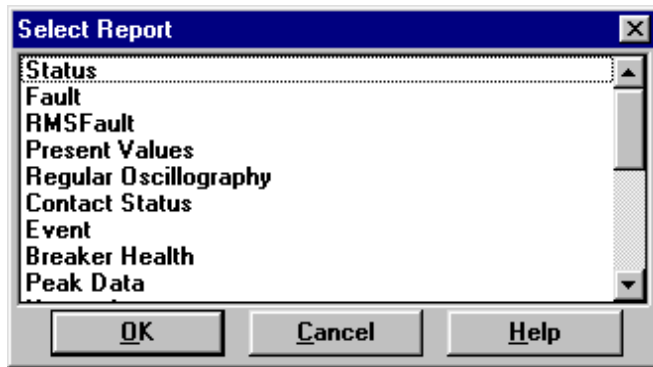 Select Report
Status
Fault
RMSFault
Present Values
Regular Oscillography
Contact Status
Event
Breaker Health
Peak Data
OK
Cancel
Help